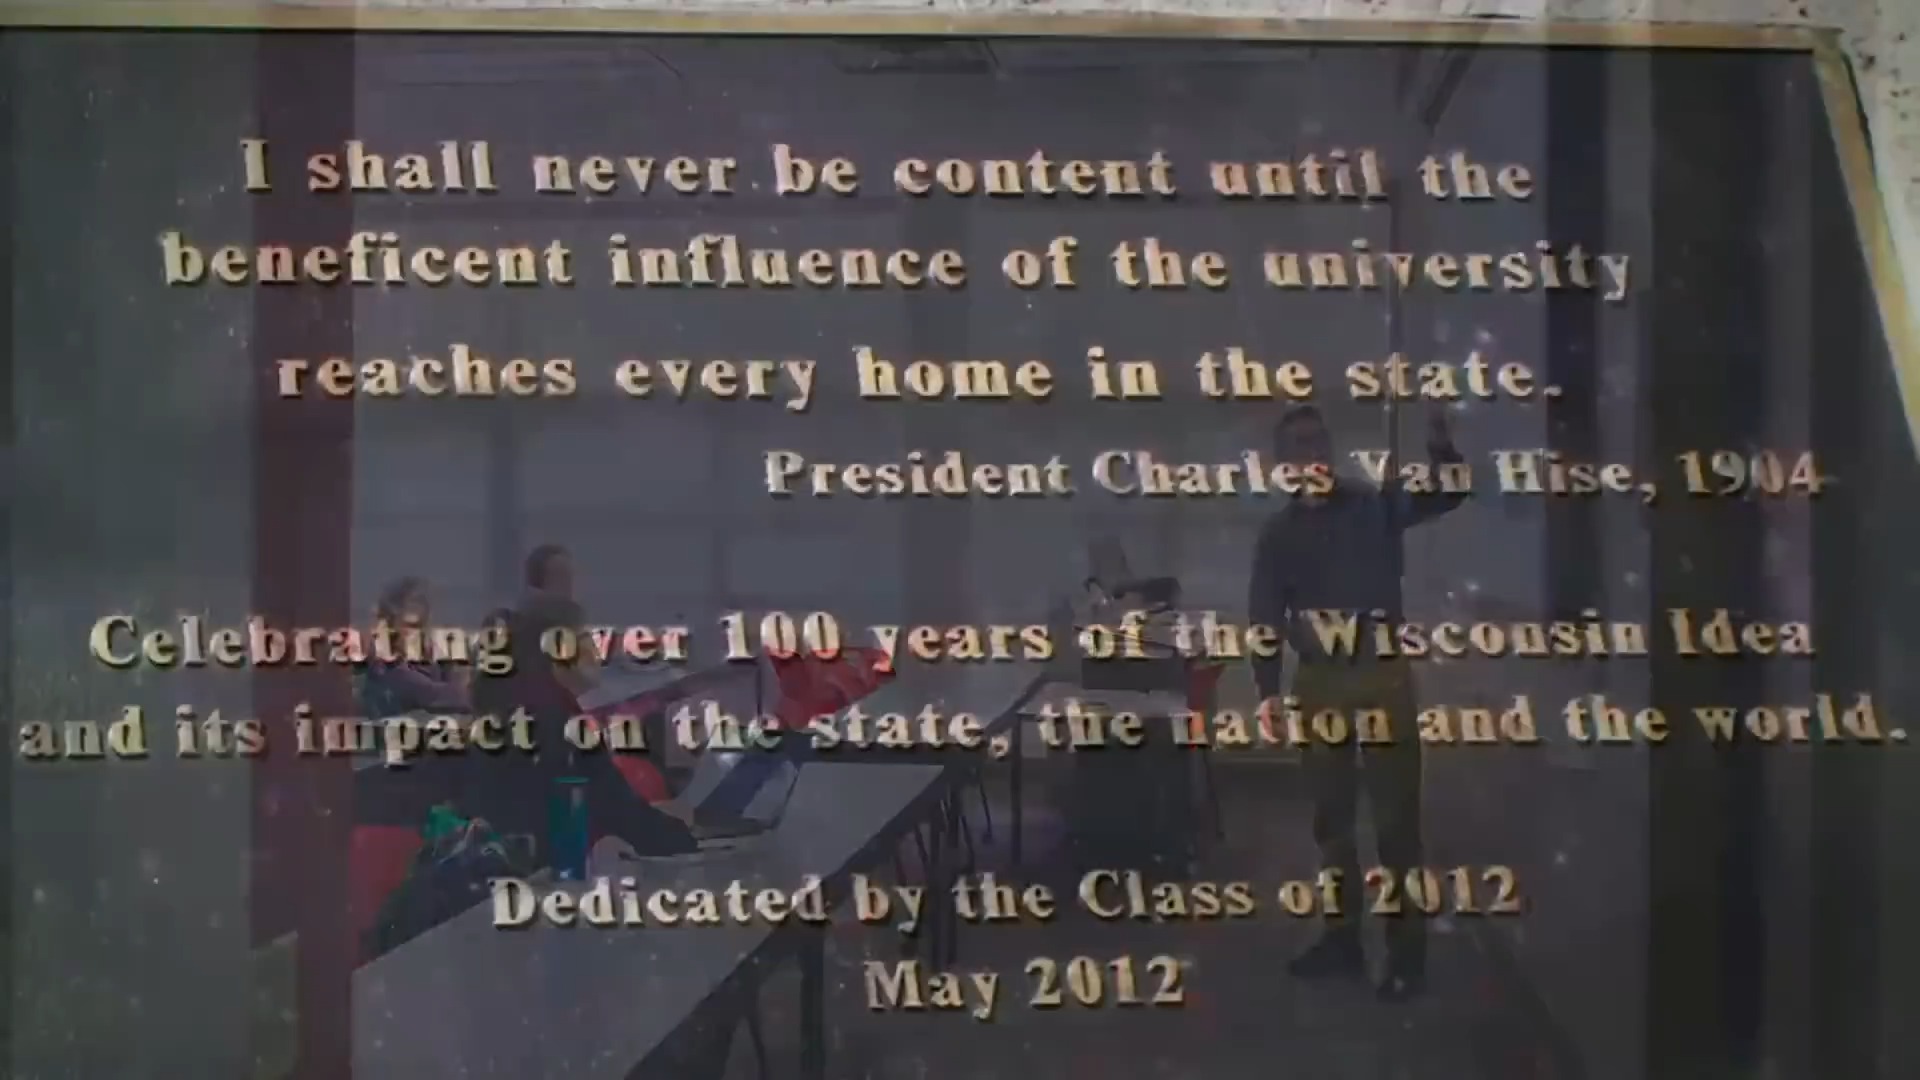 I shall never be content until the
beneficent influence of the university
reaches every home in the state.
President Charles Van Hise, 1904
Celebrating over 100 years of the Wisconsin Idea
and its impact on the state, the nation and the world.
Dedicated by the Class of 2012
May 2012